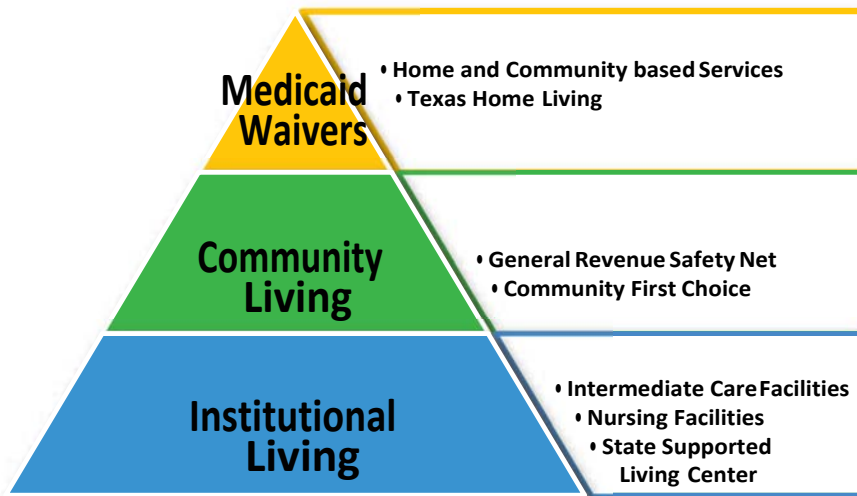 Medicaid
Waivers
• Home and Community based Services
• Texas Home Living
Community
Living
• General Revenue Safety Net
• Community First Choice
Institutional
Living
• Intermediate Care Facilities
• Nursing Facilities
• State Supported
Living Center